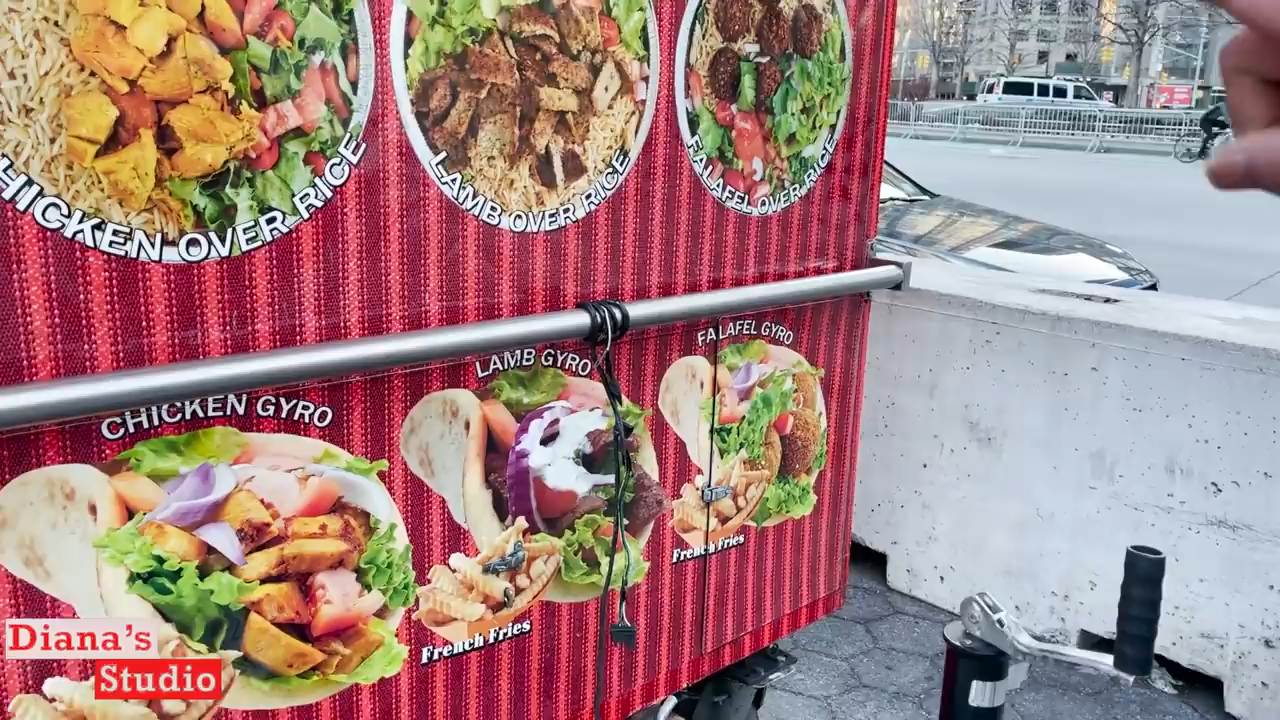 HICKEN OVER RICE
LAMB OVER RICE
FALAFEL OVER RICE
CHICKEN GYRO
LAMB GYRO
FALAFEL GYRO
French Fries
French Fries
Diana's
Studio